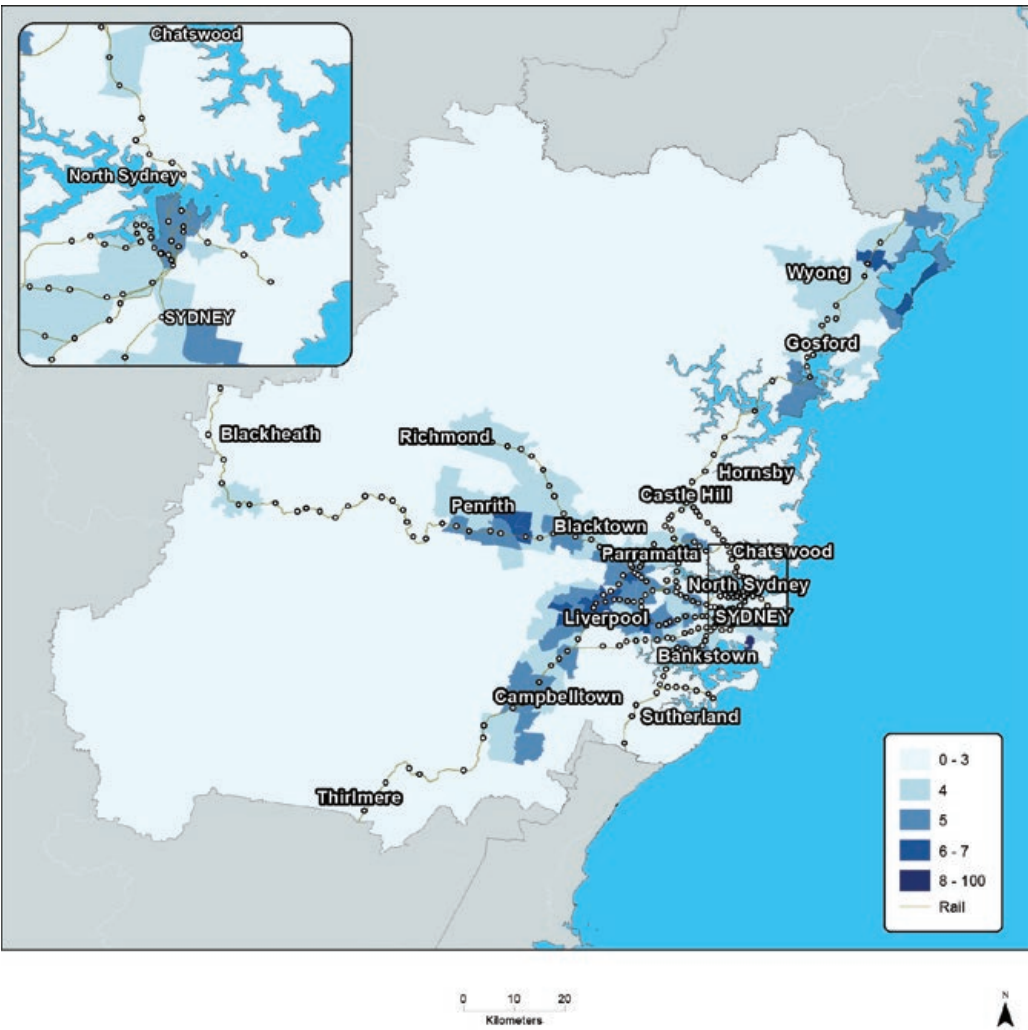 Chatswood
North Sydney
SYDNEY
Wyong
Gosford
Blackheath
Richmond
Hornsby
Castle Hill
Penrith
Blacktown
Parramatta
Chatswood
North Sydney
Liverpool
SYDNEY
Bankstown
Campbelltown
Sutherland
Thirlmere
0 - 3
4
5
6 - 7
8 - 100
Rail
0 10 20
Kilometers
N